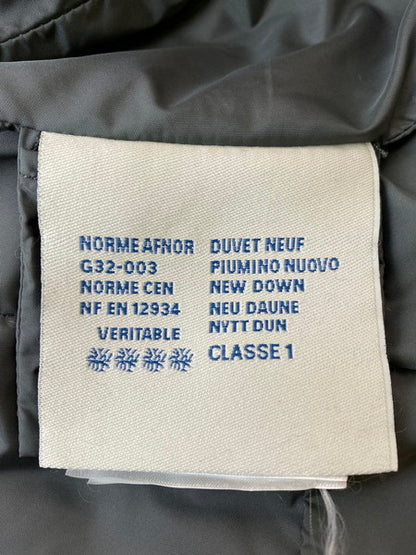 NORME AFNOR
G32-003
NORME CEN
NF EN 12934
VERITABLE
DUVET NEUF
PIUMINO NUOVO
NEW DOWN
NEU DAUNE
NYTT DUN
CLASSE 1